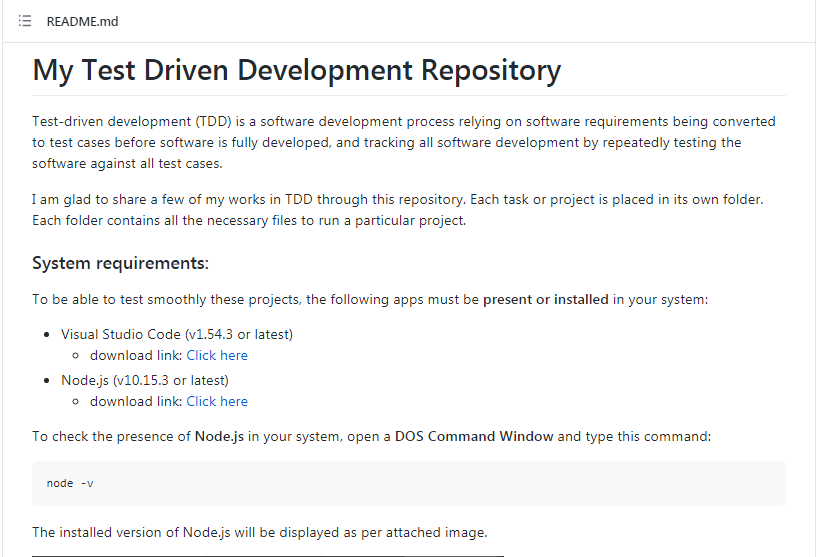 README.md
My Test Driven Development Repository
Test-driven development (TDD) is a software development process relying on software requirements being converted
to test cases before software is fully developed, and tracking all software development by repeatedly testing the
software against all test cases.
I am glad to share a few of my works in TDD through this repository. Each task or project is placed in its own folder.
Each folder contains all the necessary files to run a particular project.
System requirements:
To be able to test smoothly these projects, the following apps must be present or installed in your system:
Visual Studio Code (v1.54.3 or latest)
download link: Click here
Node.js (v10.15.3 or latest)
download link: Click here
To check the presence of Node.js in your system, open a DOS Command Window and type this command:
node -v
The installed version of Node.js will be displayed as per attached image.